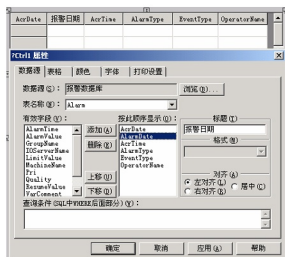 AcrDate 报警日期 AcrTime AlarmType EventType OperatorName
?Ctrl1 属性
数据源 表格 颜色 字体 打印设置
数据源(S): 报警数据库 浏览(B)...
表名称(N): Alarm
有效字段(I): 按此顺序显示(O): 标题(T)
AlarmTime
AlarmValue
GroupName
IOServerName
LimitValue
MachineName
Pri
Quality
ResumeValue
VarComment
添加(A)
删除(R)
上移(U)
下移(D)
AcrDate
AlarmDate
AcrTime
AlarmType
EventType
OperatorName
报警日期
格式(N)
对齐(A)
左对齐(L) 居中(C)
右对齐(R)
查询条件(SQL中WHERE后面部分)(Y):
确定 取消 应用(A) 帮助